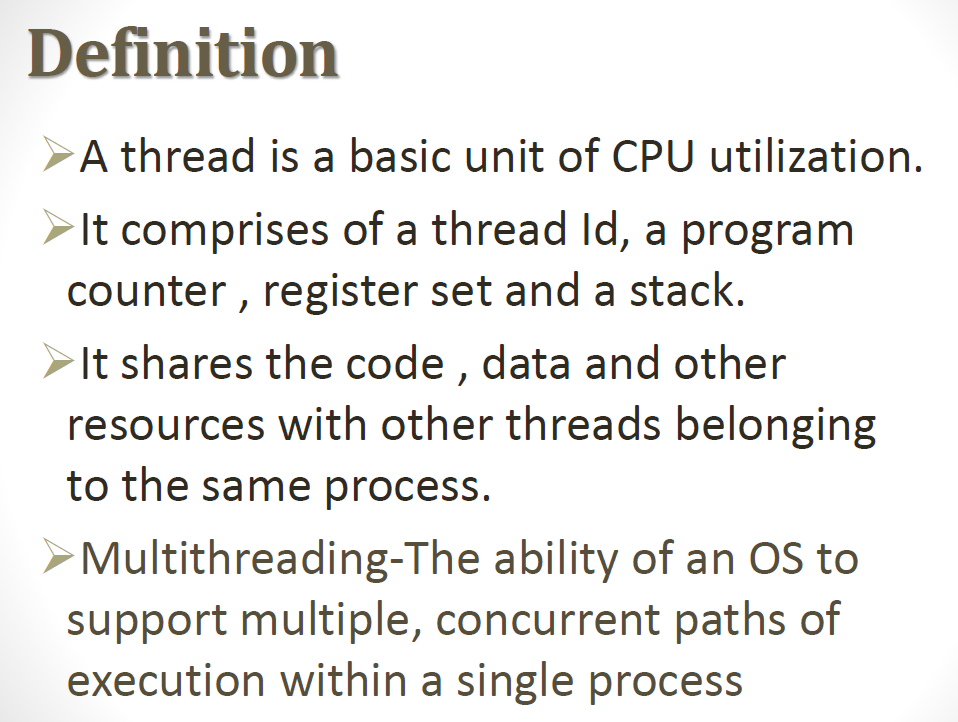 Definition
➢A thread is a basic unit of CPU utilization.
➢It comprises of a thread Id, a program
counter , register set and a stack.
➢It shares the code , data and other
resources with other threads belonging
to the same process.
➢Multithreading-The ability of an OS to
support multiple, concurrent paths of
execution within a single process